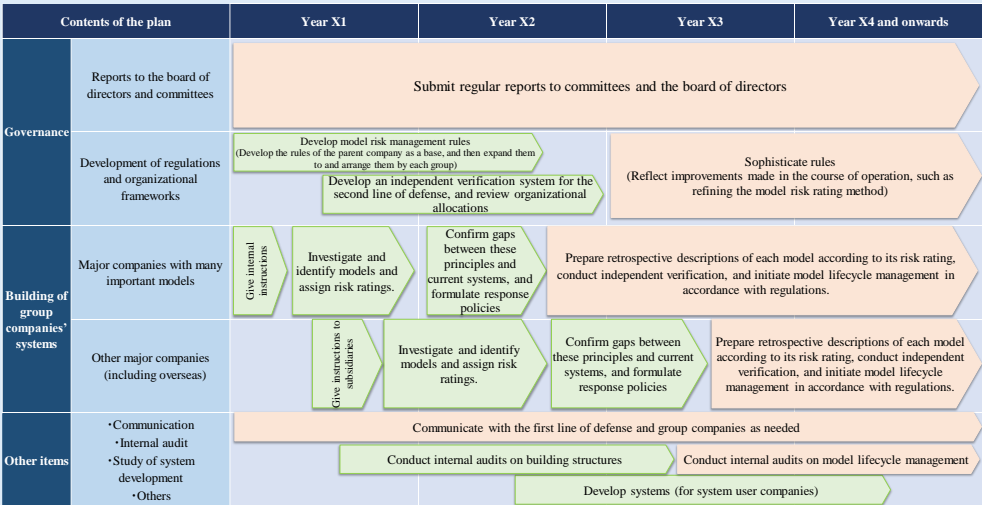 Contents of the plan
Year X1
Year X2
Year X3
Year X4 and onwards
Governance
Reports to the board of
directors and committees
Submit regular reports to committees and the board of directors
Development of regulations
and organizational
frameworks
Develop model risk management rules
(Develop the rules of the parent company as a base, and then expand them
to and arrange them by each group)
Develop an independent verification system for the
second line of defense, and review organizational
allocations
Sophisticate rules
(Reflect improvements made in the course of operation, such as
refining the model risk rating method)
Building of
group
companies’
systems
Major companies with many
important models
Give internal
instructions
Investigate and
identify models and
assign risk ratings.
Confirm gaps
between these
principles and
current systems, and
formulate response
policies
Prepare retrospective descriptions of each model according to its risk rating,
conduct independent verification, and initiate model lifecycle management in
accordance with regulations.
Other major companies
(including overseas)
Give instructions to
subsidiaries
Investigate and identify
models and assign risk
ratings.
Confirm gaps between
these principles and current
systems, and formulate
response policies
Prepare retrospective descriptions of each model
according to its risk rating, conduct independent
verification, and initiate model lifecycle
management in accordance with regulations.
Other items
・Communication
・Internal audit
・Study of system
development
・Others
Communicate with the first line of defense and group companies as needed
Conduct internal audits on building structures
Conduct internal audits on model lifecycle management
Develop systems (for system user companies)